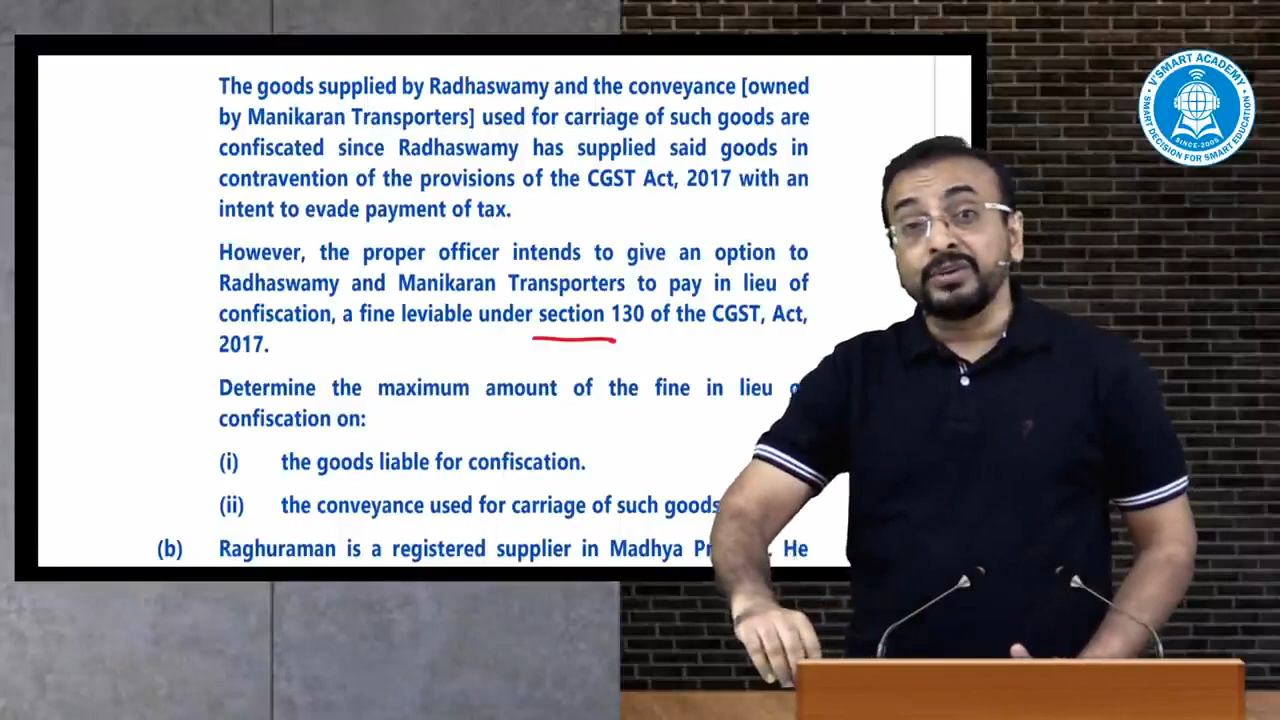 The goods supplied by Radhaswamy and the conveyance [owned
by Manikaran Transporters] used for carriage of such goods are
confiscated since Radhaswamy has supplied said goods in
contravention of the provisions of the CGST Act, 2017 with an
intent to evade payment of tax.
However, the proper officer intends to give an option to
Radhaswamy and Manikaran Transporters to pay in lieu of
confiscation, a fine leviable under section 130 of the CGST, Act,
2017.
Determine the maximum amount of the fine in lieu
confiscation on:
(i) the goods liable for confiscation.
(ii) the conveyance used for carriage of such goods
(b) Raghuraman is a registered supplier in Madhya He
V'SMART ACADEMY
SINCE-2005
SMART DECISION FOR SMART EDUCATION